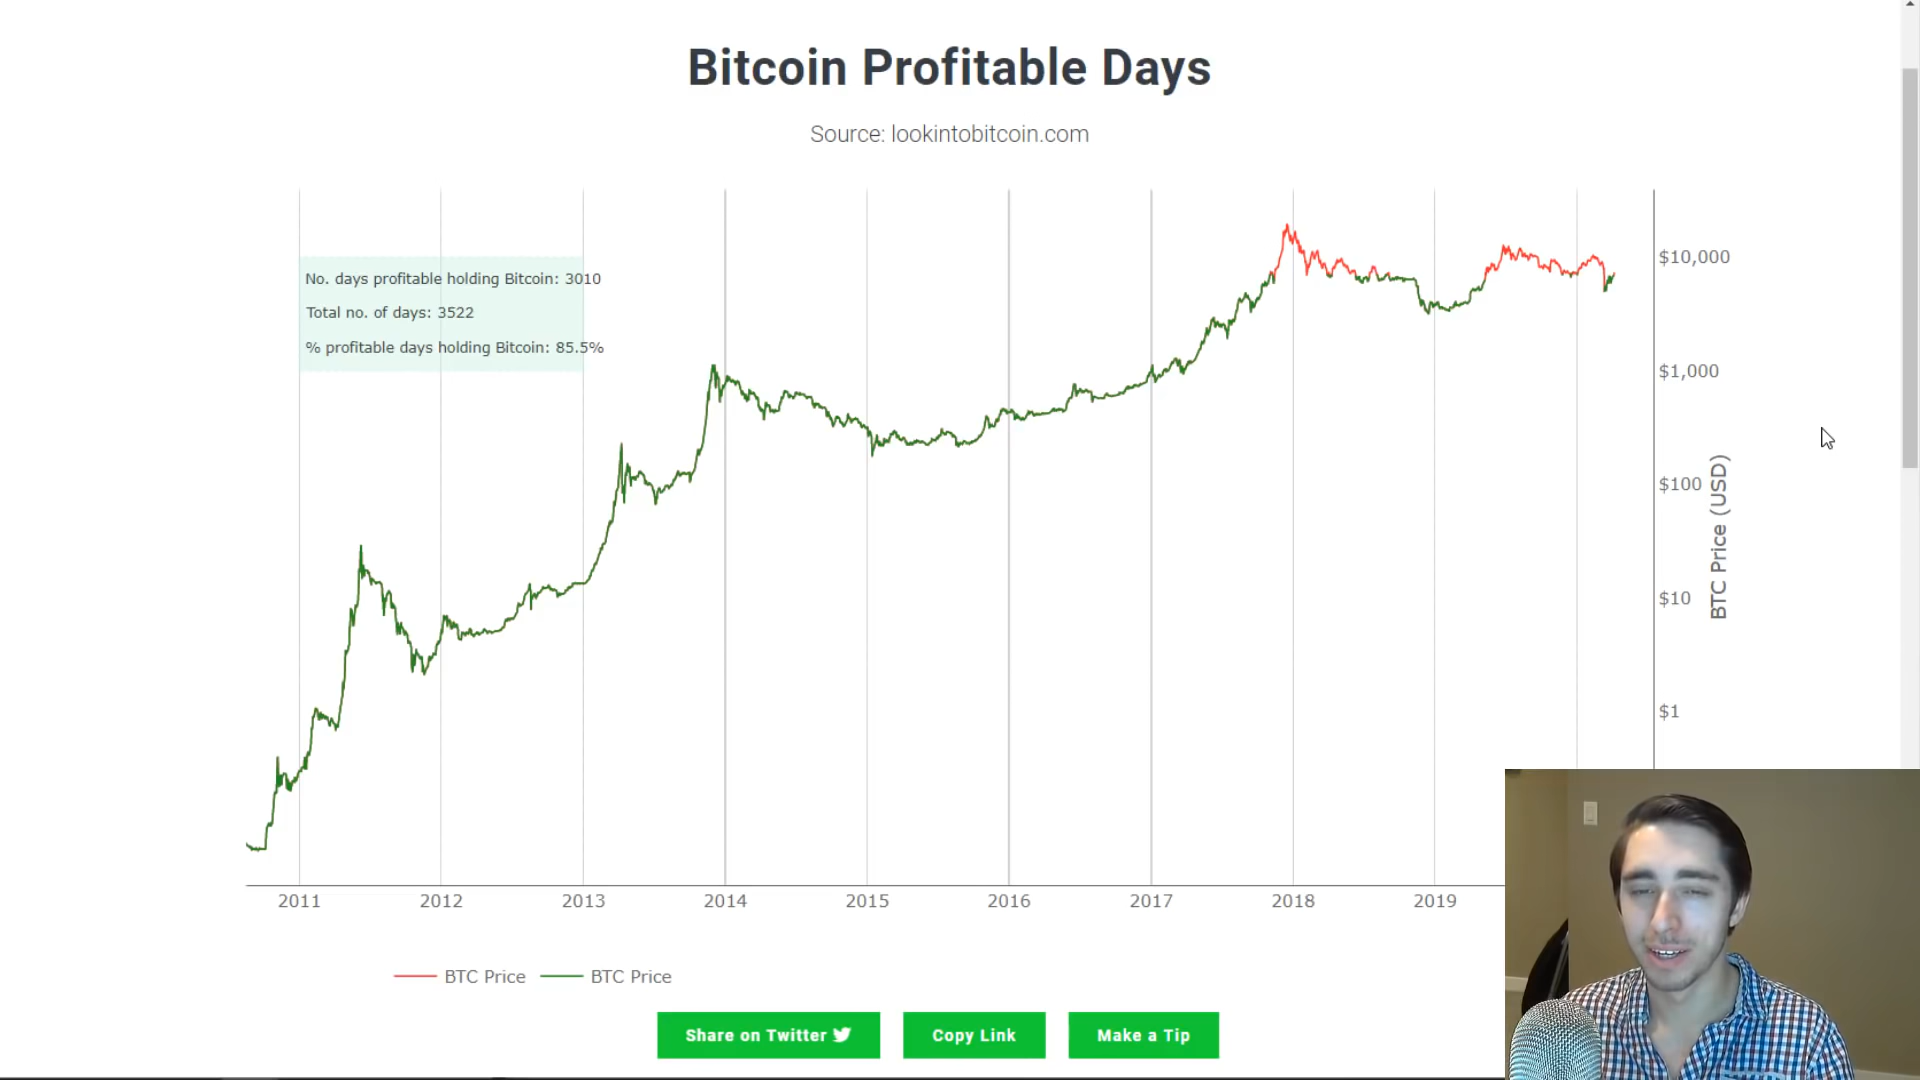 Bitcoin Profitable Days
Source: lookintobitcoin.com
No. days profitable holding Bitcoin: 3010
Total no. of days: 3522
% profitable days holding Bitcoin: 85.5%
$10,000
$1,000
$100
$10
$1
BTC Price (USD)
2011 2012 2013 2014 2015 2016 2017 2018 2019
BTC Price BTC Price
Share on Twitter Copy Link Make a Tip